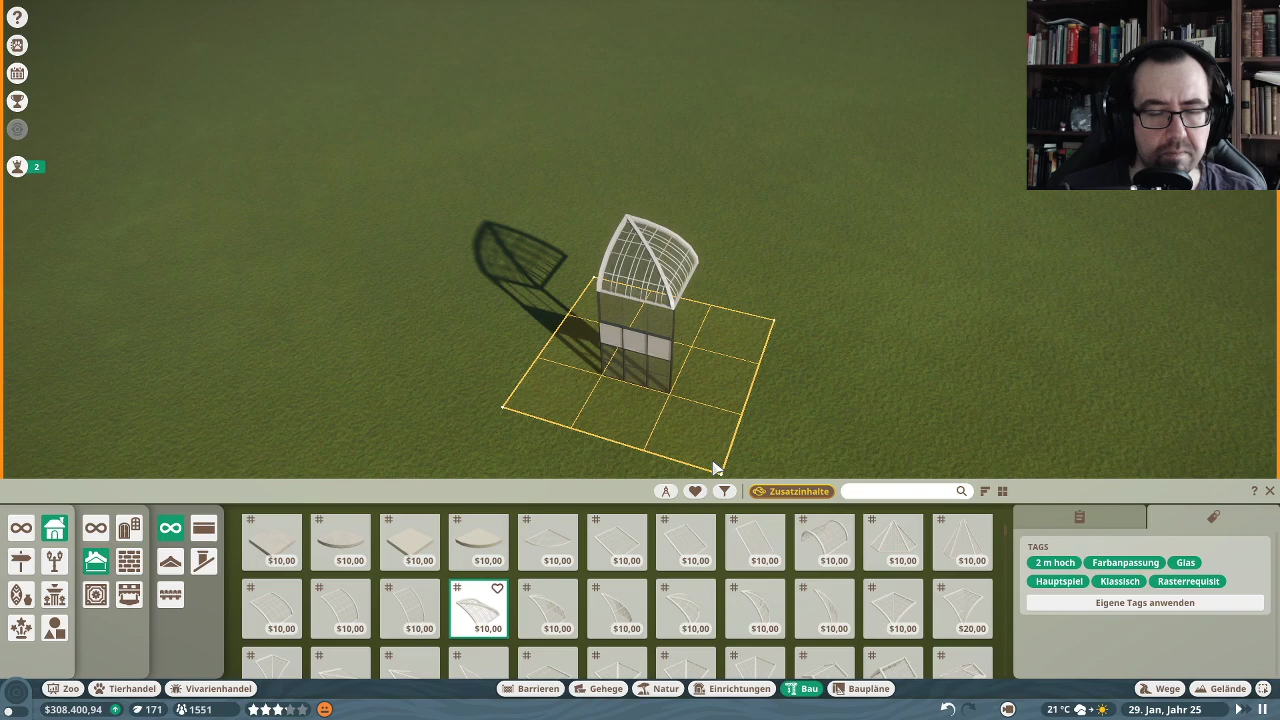 ?
2
Zusatzinhalte
?
$10,00 $10,00 $10,00 $10,00 $10,00 $10,00 $10,00 $10,00 $10,00 $10,00 $10,00
$10,00 $10,00 $10,00 $10,00 $10,00 $10,00 $10,00 $10,00 $10,00 $10,00 $20,00
TAGS
2 m hoch Farbanpassung Glas
Hauptspiel Klassisch Rasterrequisit
Eigene Tags anwenden
Zoo Tierhandel Vivarienhandel Barrieren Gehege Natur Einrichtungen Bau Baupläne Wege Gelände
$308.400,94 171 1551 21 °C 29. Jan, Jahr 25